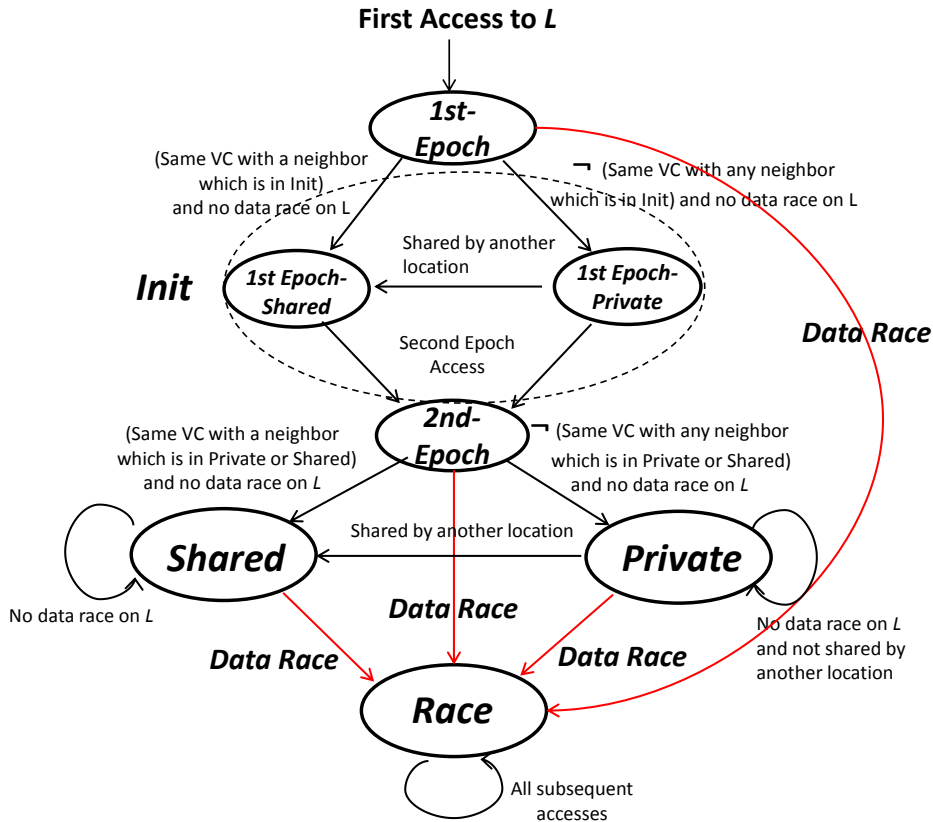 First Access to L
1st-
Epoch
(Same VC with a neighbor
which is in Init)
and no data race on L
¬ (Same VC with any neighbor
which is in Init) and no data race on L
Init
1st Epoch-
Shared
Shared by another
location
1st Epoch-
Private
Data Race
Second Epoch
Access
2nd-
Epoch
(Same VC with a neighbor
which is in Private or Shared)
and no data race on L
¬ (Same VC with any neighbor
which is in Private or Shared)
and no data race on L
Shared
Shared by another location
Private
No data race on L
Data Race
Data Race
Data Race
No data race on L
and not shared by
another location
Race
All subsequent
accesses